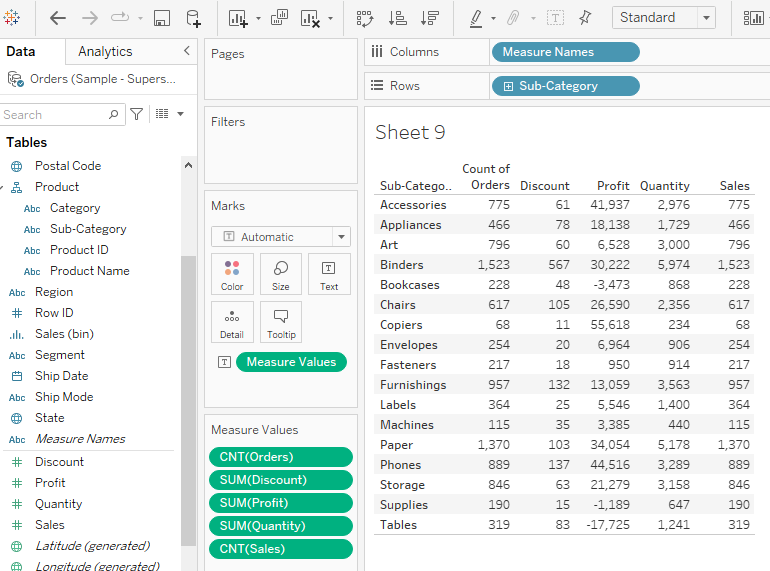 Standard
Data
Analytics
Orders (Sample - Supers...
Search
Tables
Postal Code
Product
Abc Category
Abc Sub-Category
Abc Product ID
Abc Product Name
Abc Region
# Row ID
Sales (bin)
Abc Segment
Ship Date
Abc Ship Mode
State
Abc Measure Names
# Discount
# Profit
# Quantity
# Sales
Latitude (generated)
Longitude (generated)
Pages
Filters
Marks
T Automatic
Color
Size
T Text
Detail
Tooltip
T Measure Values
Measure Values
CNT(Orders)
SUM(Discount)
SUM(Profit)
SUM(Quantity)
CNT(Sales)
Columns Measure Names
Rows Sub-Category
Sheet 9
Count of
Sub-Catego.. Orders Discount Profit Quantity Sales
Accessories 775 61 41,937 2,976 775
Appliances 466 78 18,138 1,729 466
Art 796 60 6,528 3,000 796
Binders 1,523 567 30,222 5,974 1,523
Bookcases 228 48 -3,473 868 228
Chairs 617 105 26,590 2,356 617
Copiers 68 11 55,618 234 68
Envelopes 254 20 6,964 906 254
Fasteners 217 18 950 914 217
Furnishings 957 132 13,059 3,563 957
Labels 364 25 5,546 1,400 364
Machines 115 35 3,385 440 115
Paper 1,370 103 34,054 5,178 1,370
Phones 889 137 44,516 3,289 889
Storage 846 63 21,279 3,158 846
Supplies 190 15 -1,189 647 190
Tables 319 83 -17,725 1,241 319